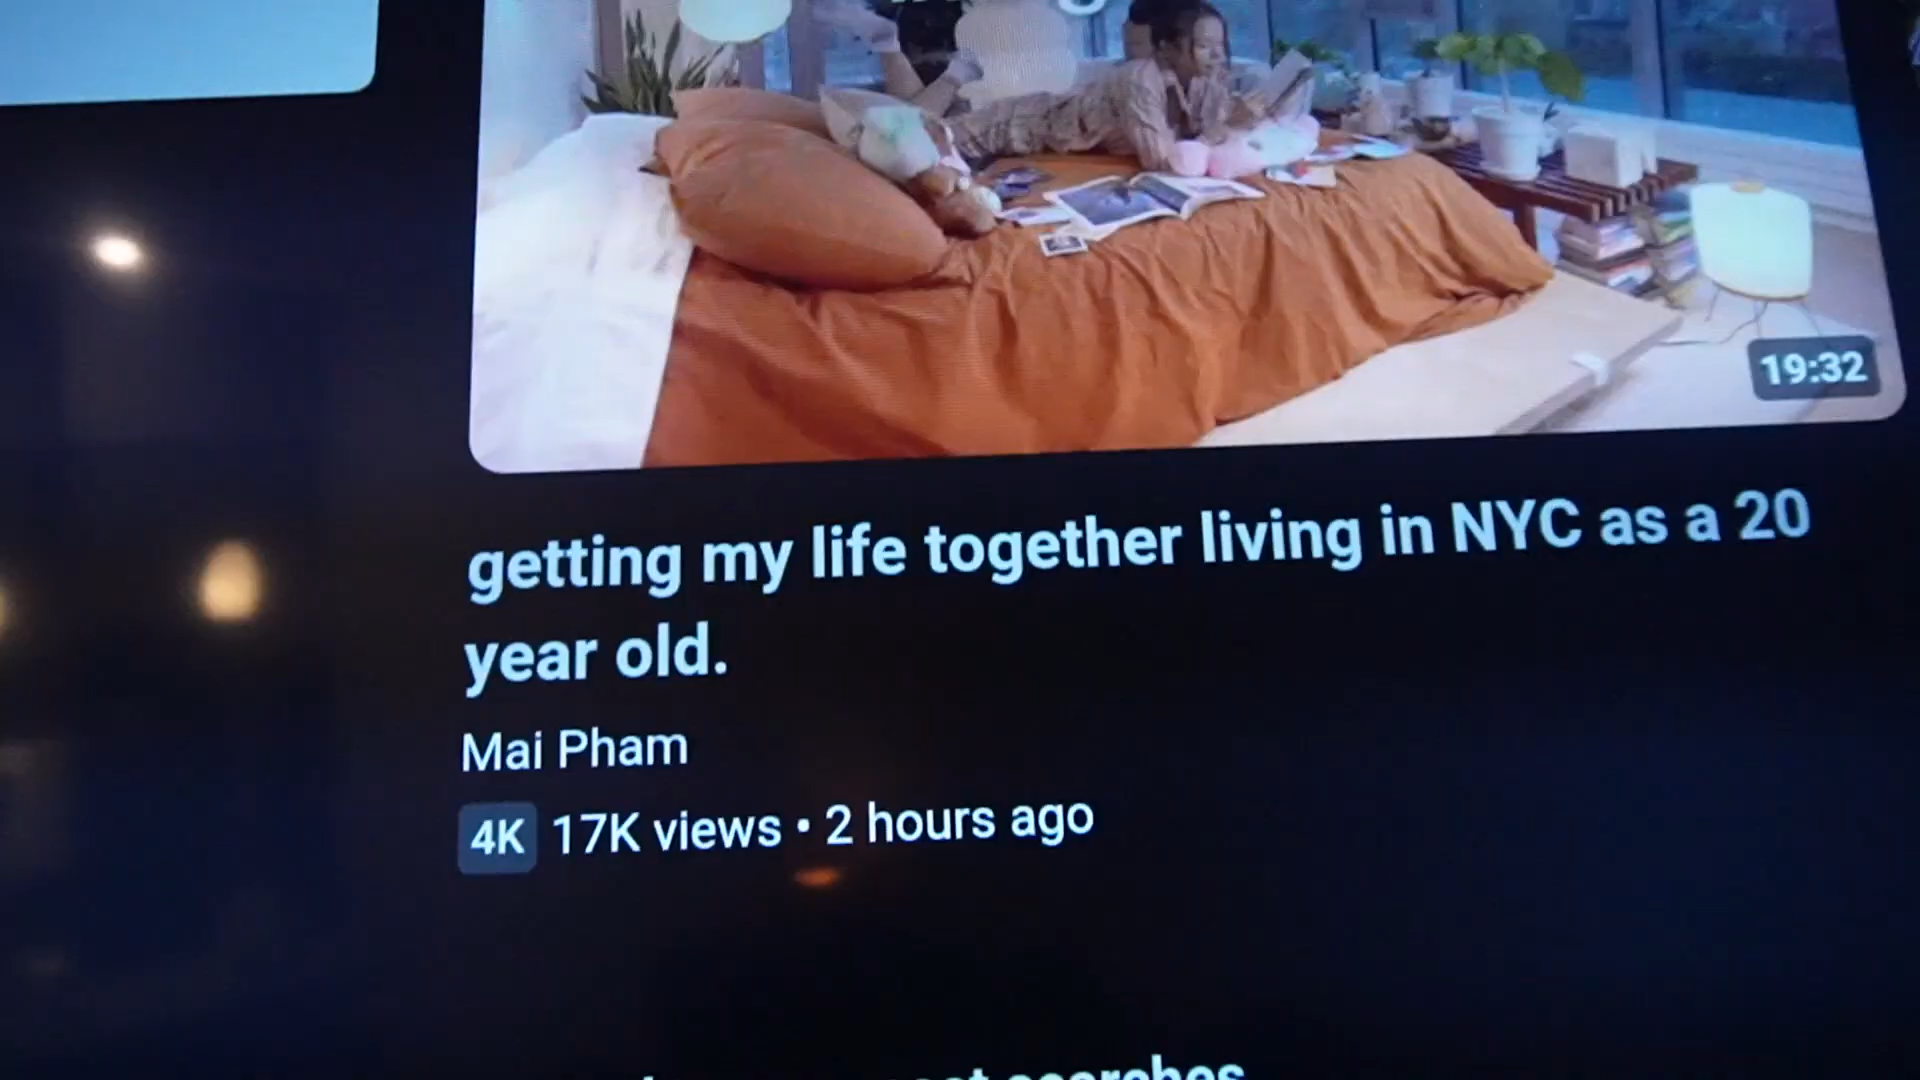 19:32
getting my life together living in NYC as a 20
year old.
Mai Pham
4K 17K views • 2 hours ago
searches